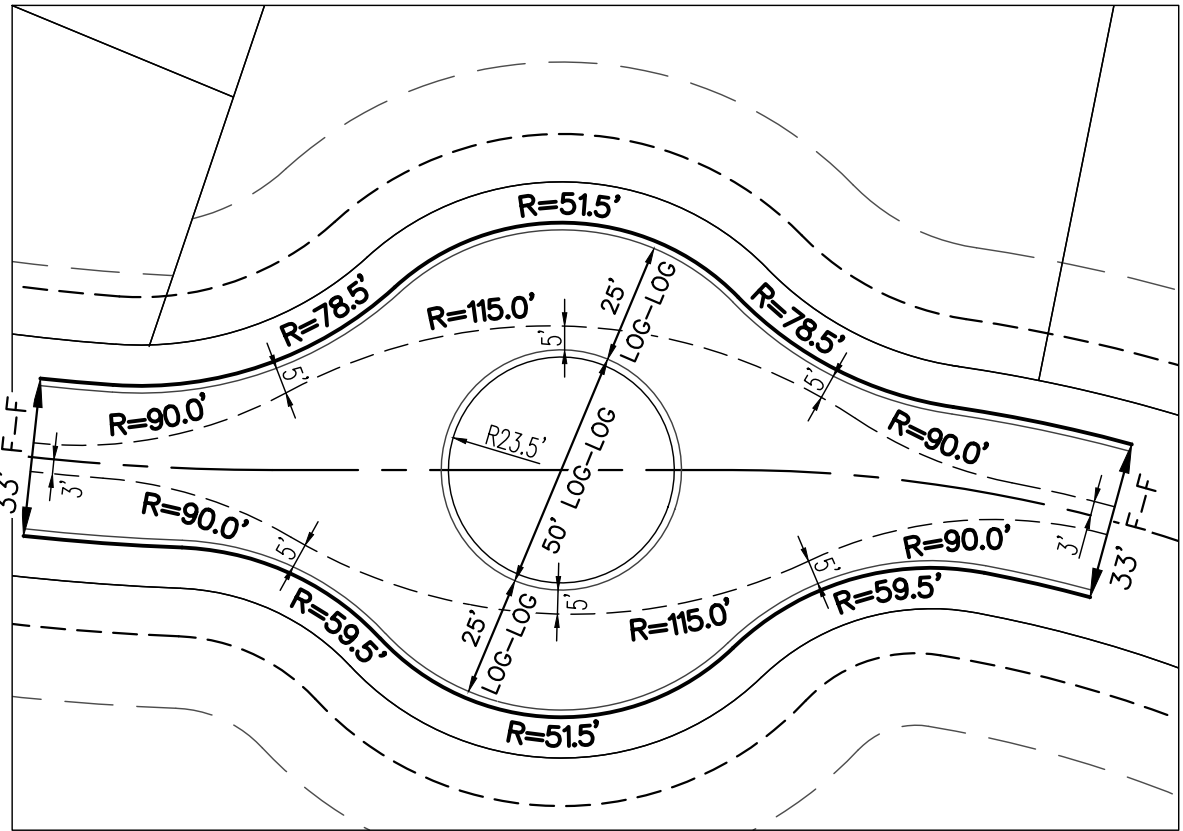 R=51.5'
25'
LOG-LOG
R=78.5'
R=115.0'
5'
R=78.5'
5'
5'
R=90.0'
F-F
33'
3'
R23.5'
50' LOG-LOG
R=90.0'
F-F
33'
3'
R=90.0'
5'
R=90.0'
5'
R=59.5'
25'
LOG-LOG
5'
R=115.0'
R=59.5'
R=51.5'